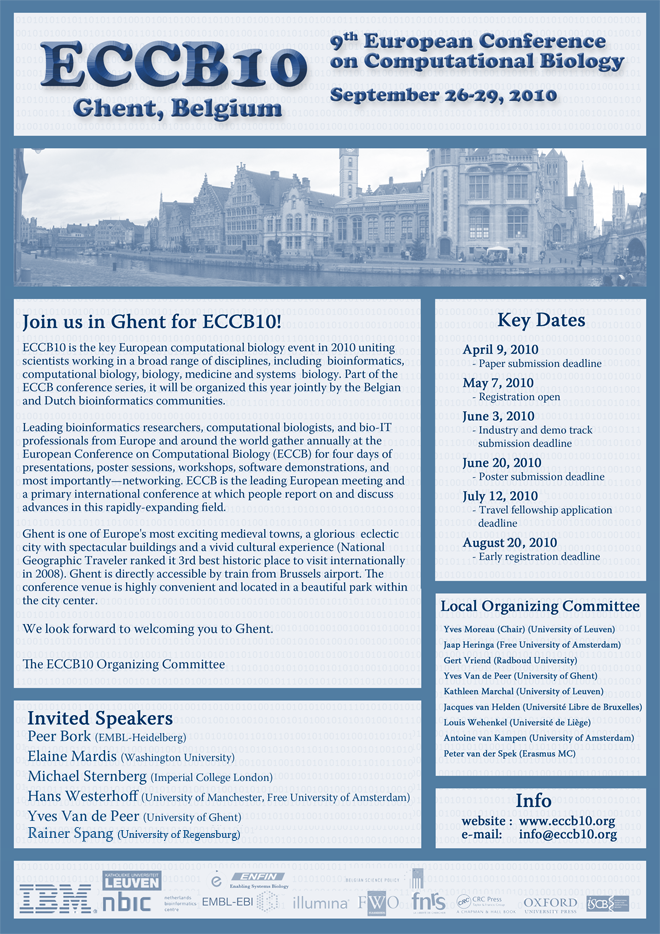 ECCB10
Ghent, Belgium
9th European Conference
on Computational Biology
September 26-29, 2010
Join us in Ghent for ECCB10!
ECCB10 is the key European computational biology event in 2010 uniting
scientists working in a broad range of disciplines, including bioinformatics,
computational biology, biology, medicine and systems biology. Part of the
ECCB conference series, it will be organized this year jointly by the Belgian
and Dutch bioinformatics communities.
Leading bioinformatics researchers, computational biologists, and bio-IT
professionals from Europe and around the world gather annually at the
European Conference on Computational Biology (ECCB) for four days of
presentations, poster sessions, workshops, software demonstrations, and
most importantly—networking. ECCB is the leading European meeting and
a primary international conference at which people report on and discuss
advances in this rapidly-expanding field.
Ghent is one of Europe's most exciting medieval towns, a glorious eclectic
city with spectacular buildings and a vivid cultural experience (National
Geographic Traveler ranked it 3rd best historic place to visit internationally
in 2008). Ghent is directly accessible by train from Brussels airport. The
conference venue is highly convenient and located in a beautiful park within
the city center.
We look forward to welcoming you to Ghent.
The ECCB10 Organizing Committee
Invited Speakers
Peer Bork (EMBL-Heidelberg)
Elaine Mardis (Washington University)
Michael Sternberg (Imperial College London)
Hans Westerhoff (University of Manchester, Free University of Amsterdam)
Yves Van de Peer (University of Ghent)
Rainer Spang (University of Regensburg)
Key Dates
April 9, 2010
- Paper submission deadline
May 7, 2010
- Registration open
June 3, 2010
- Industry and demo track
submission deadline
June 20, 2010
- Poster submission deadline
July 12, 2010
- Travel fellowship application
deadline
August 20, 2010
- Early registration deadline
Local Organizing Committee
Yves Moreau (Chair) (University of Leuven)
Jaap Heringa (Free University of Amsterdam)
Gert Vriend (Radboud University)
Yves Van de Peer (University of Ghent)
Kathleen Marchal (University of Leuven)
Jacques van Helden (Université Libre de Bruxelles)
Louis Wehenkel (Université de Liège)
Antoine van Kampen (University of Amsterdam)
Peter van der Spek (Erasmus MC)
Info
website : www.eccb10.org
e-mail: info@eccb10.org
IBM
KATHOLIEKE UNIVERSITEIT
LEUVEN
nbic
netherlands
bioinformatics
centre
ENFIN
Enabling Systems Biology
EMBL-EBI
illumina
BELGIAN SCIENCE POLICY
FWO
fnrs
CRC CRC Press
OXFORD
UNIVERSITY PRESS
ISCB